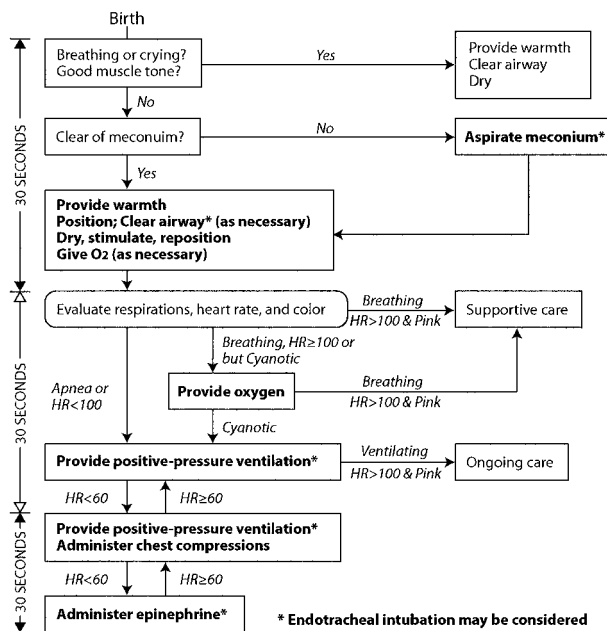 Birth
Breathing or crying?
Good muscle tone?
Yes
Provide warmth
Clear airway
Dry
No
Clear of meconuim?
No
Aspirate meconium*
Yes
Provide warmth
Position; Clear airway* (as necessary)
Dry, stimulate, reposition
Give O2 (as necessary)
30 SECONDS
Evaluate respirations, heart rate, and color
Breathing
HR>100 & Pink
Supportive care
Breathing, HR≥100 or
but Cyanotic
Apnea or
HR<100
Provide oxygen
Breathing
HR>100 & Pink
Cyanotic
30 SECONDS
Provide positive-pressure ventilation*
Ventilating
HR>100 & Pink
Ongoing care
HR<60
HR≥60
Provide positive-pressure ventilation*
Administer chest compressions
HR<60
HR≥60
30 SECONDS
Administer epinephrine*
* Endotracheal intubation may be considered